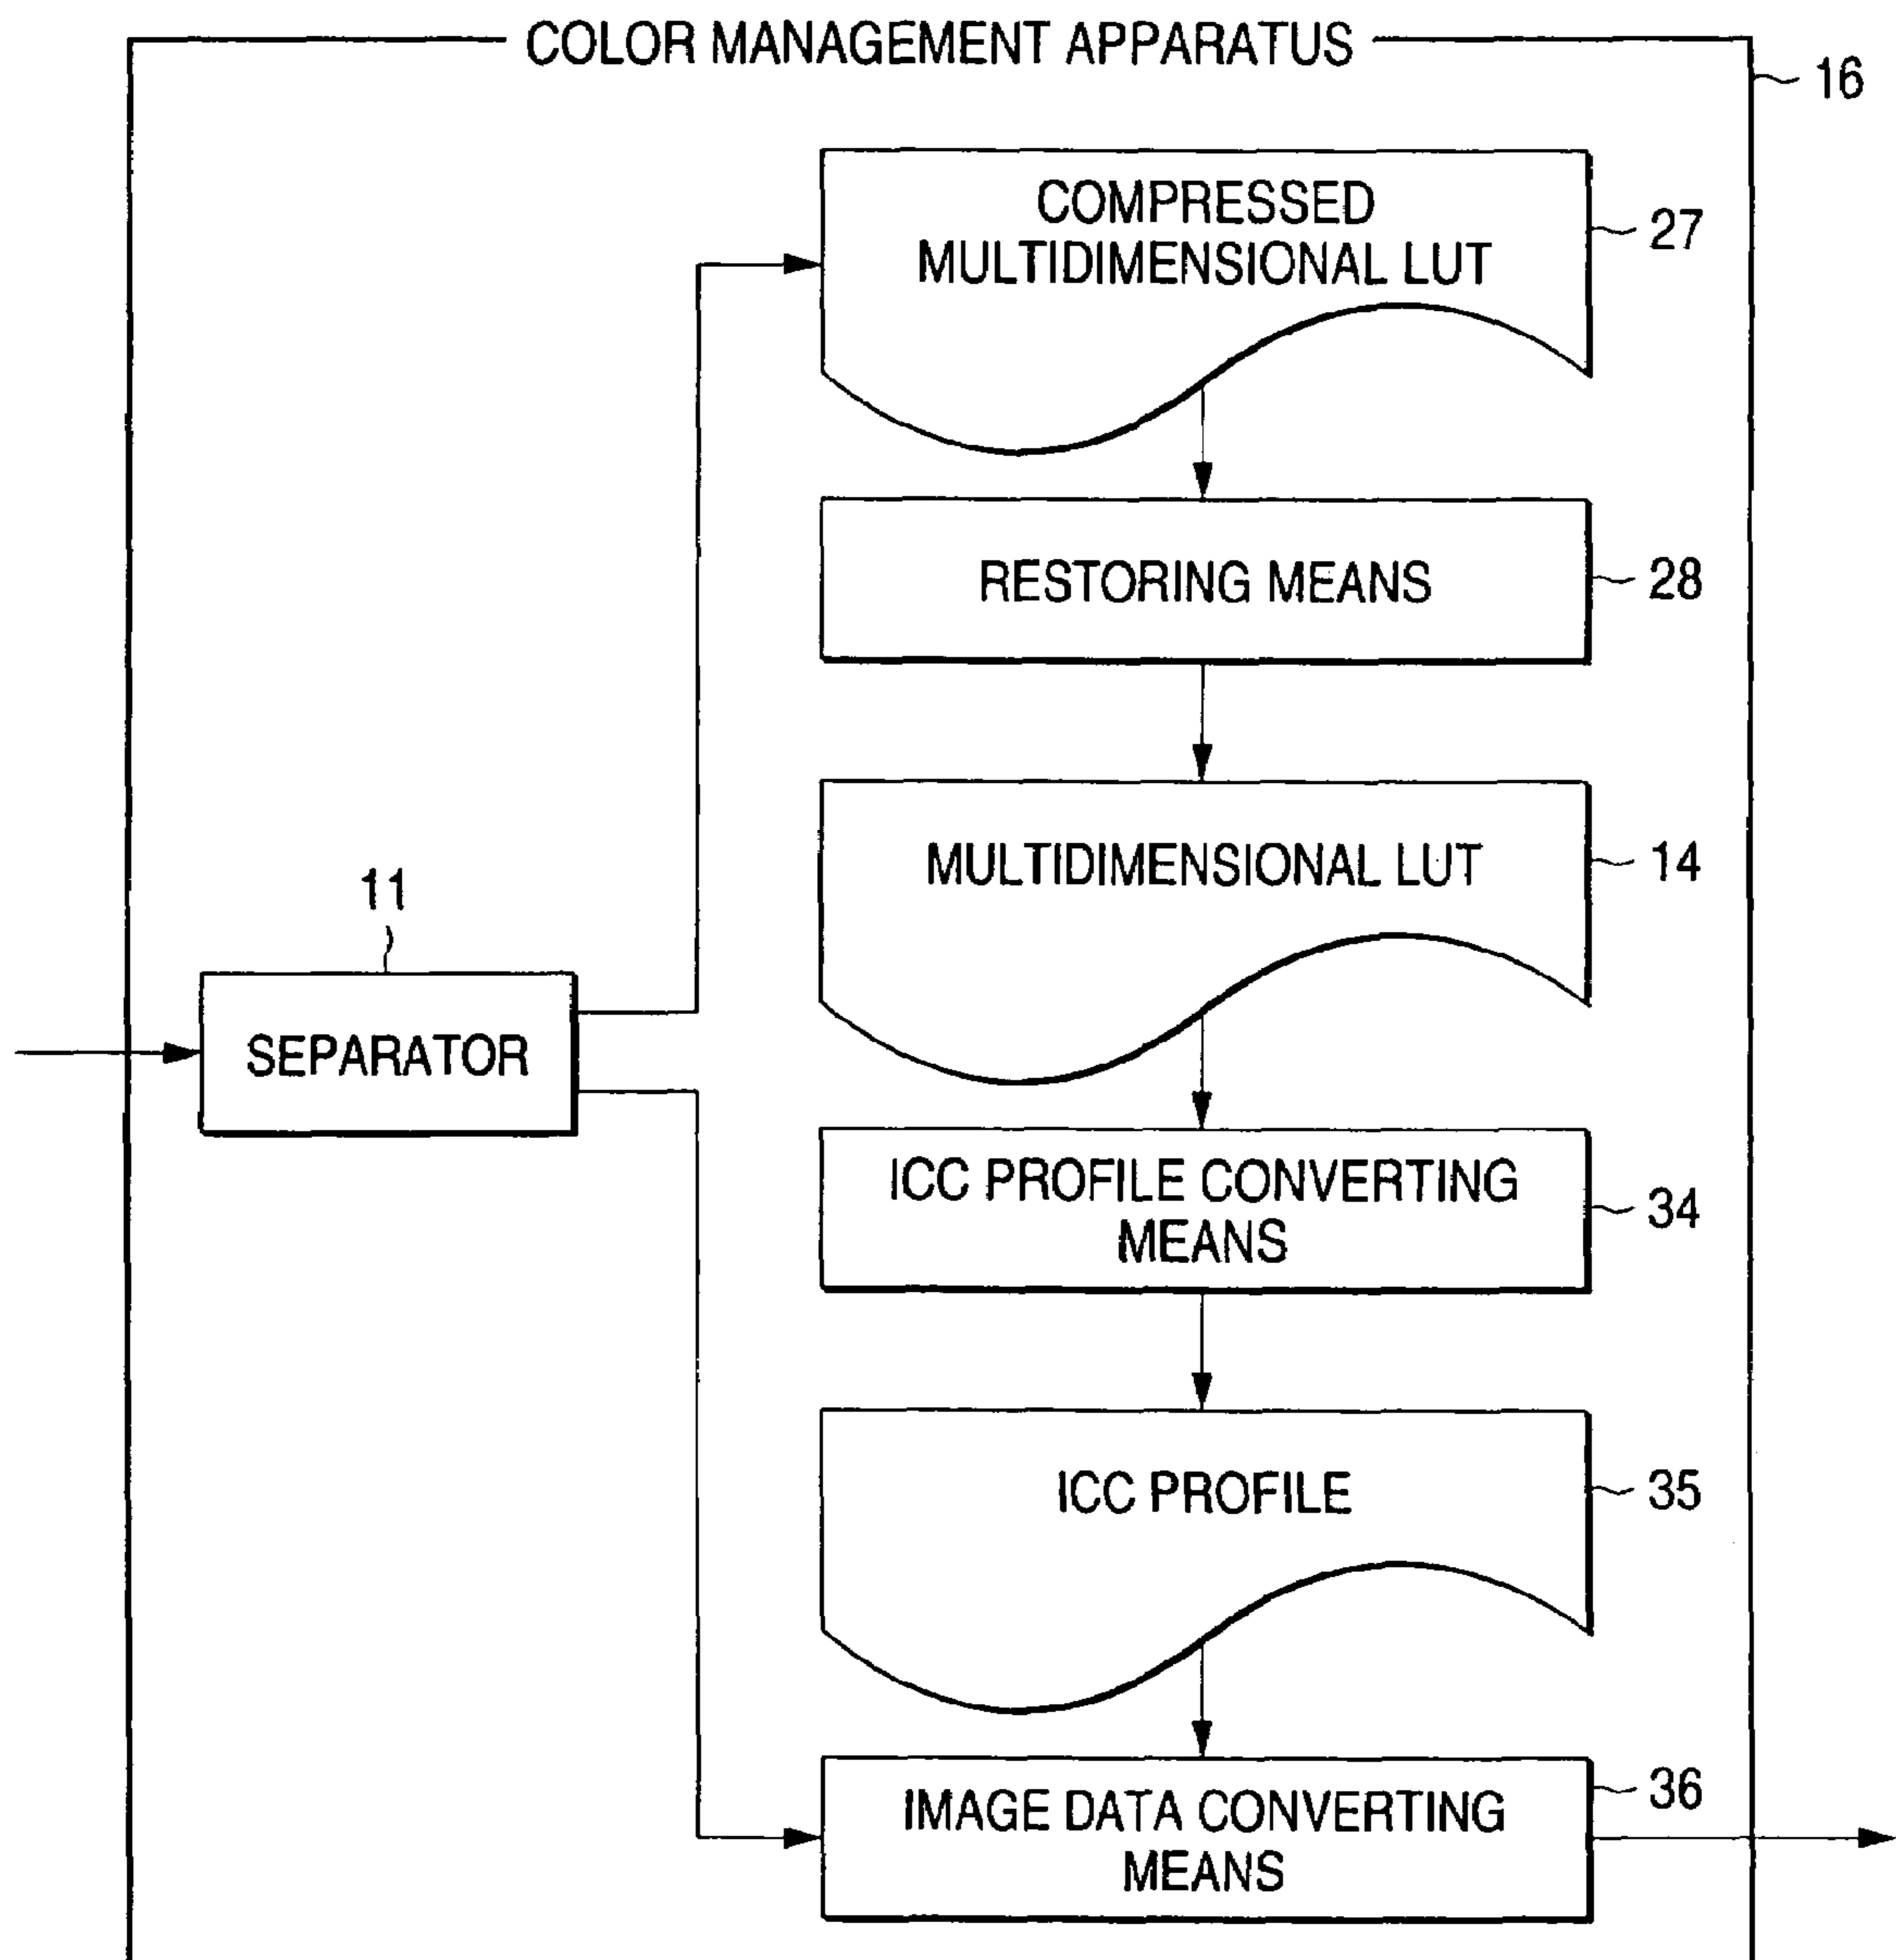 COLOR MANAGEMENT APPARATUS
16
COMPRESSED
MULTIDIMENSIONAL LUT
27
RESTORING MEANS
28
MULTIDIMENSIONAL LUT
14
11
SEPARATOR
ICC PROFILE CONVERTING
MEANS
34
ICC PROFILE
35
IMAGE DATA CONVERTING
MEANS
36